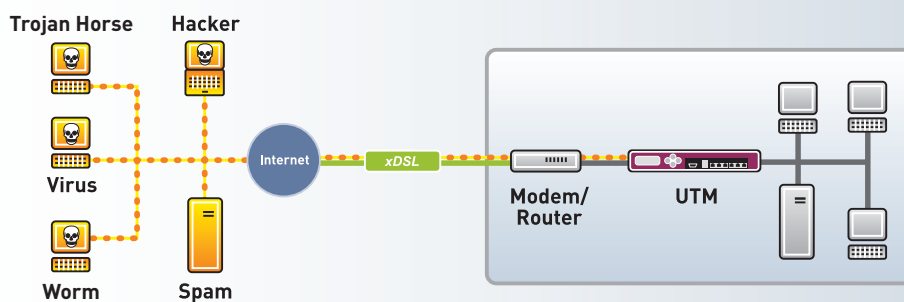 Trojan Horse
Hacker
Virus
Internet
xDSL
Modem/
Router
UTM
Worm
Spam